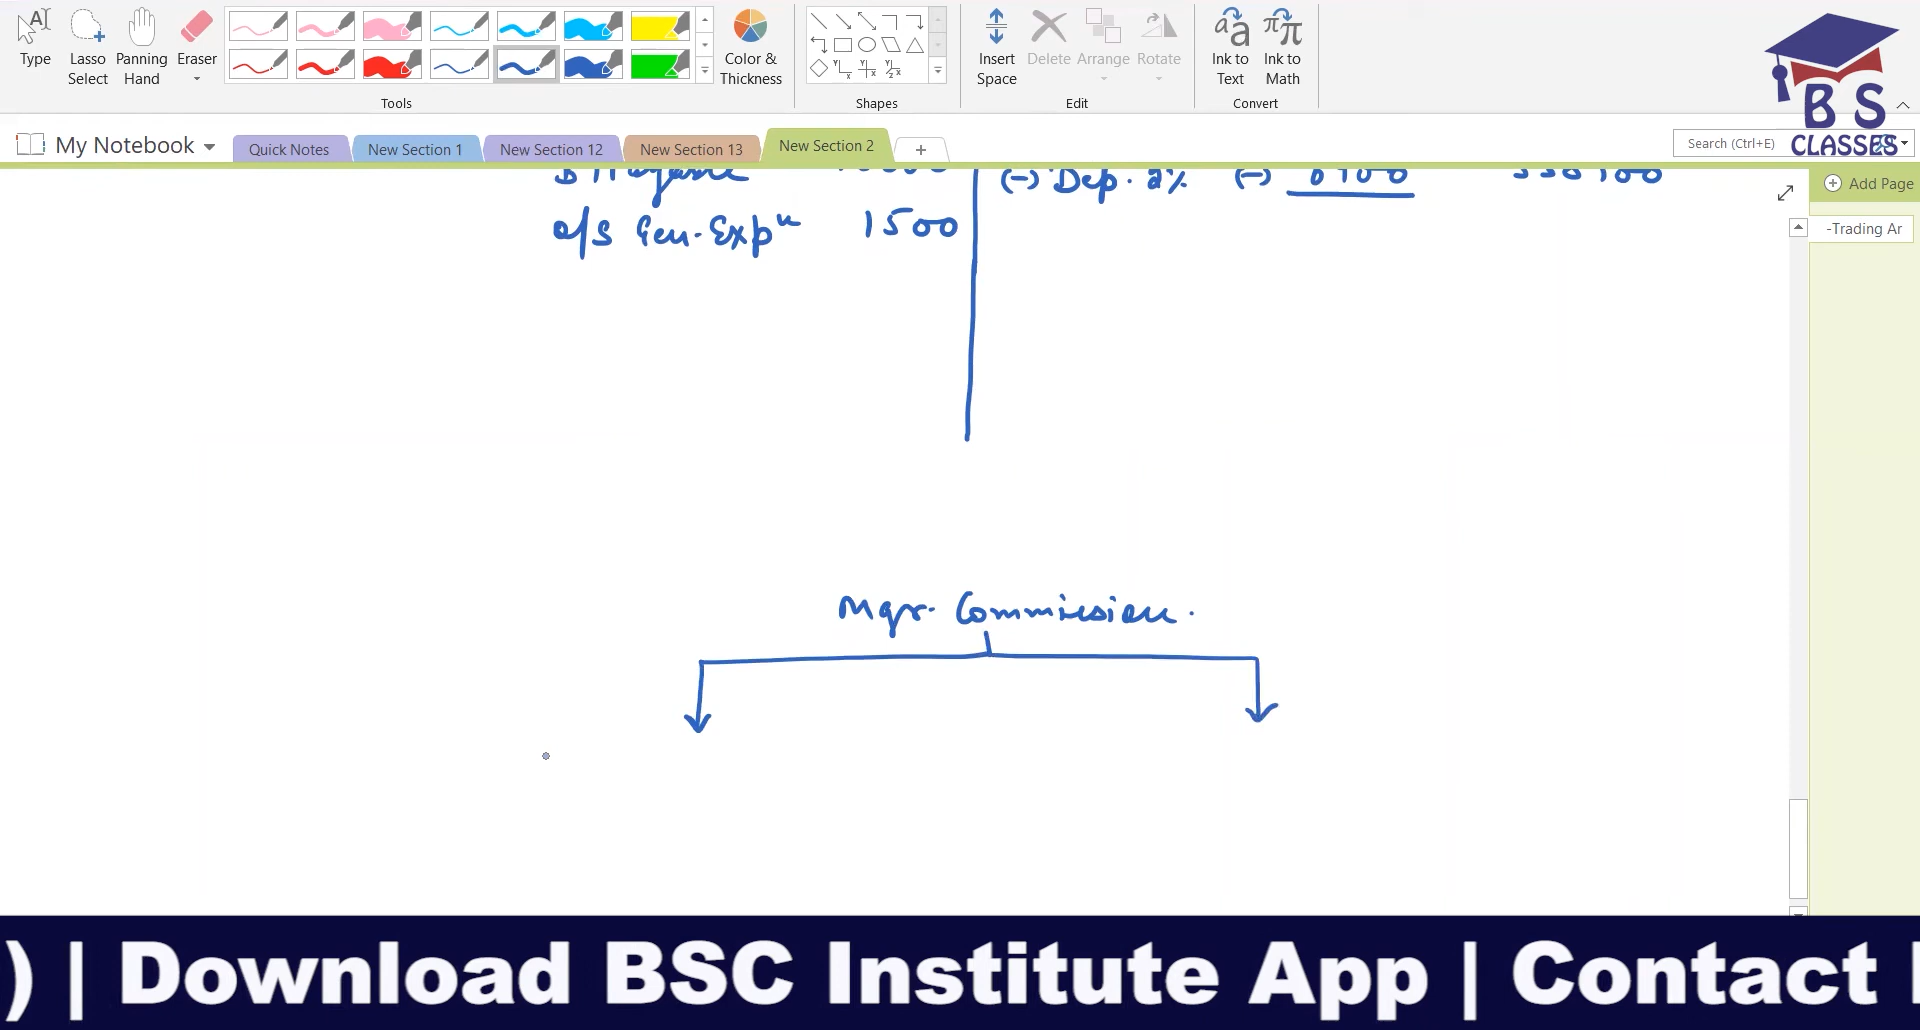 Type
Lasso Select
Panning Hand
Eraser
Color & Thickness
Insert Space
Delete
Arrange
Rotate
Ink to Text
Ink to Math
Tools
Shapes
Edit
Convert
B S
CLASSES
My Notebook
Quick Notes
New Section 1
New Section 12
New Section 13
New Section 2
Search (Ctrl+E)
Add Page
-Trading Ar
(-) Dep. 2% (-)
o/s Gen. Expn 1500
Mgr. Commission.
) | Download BSC Institute App | Contact